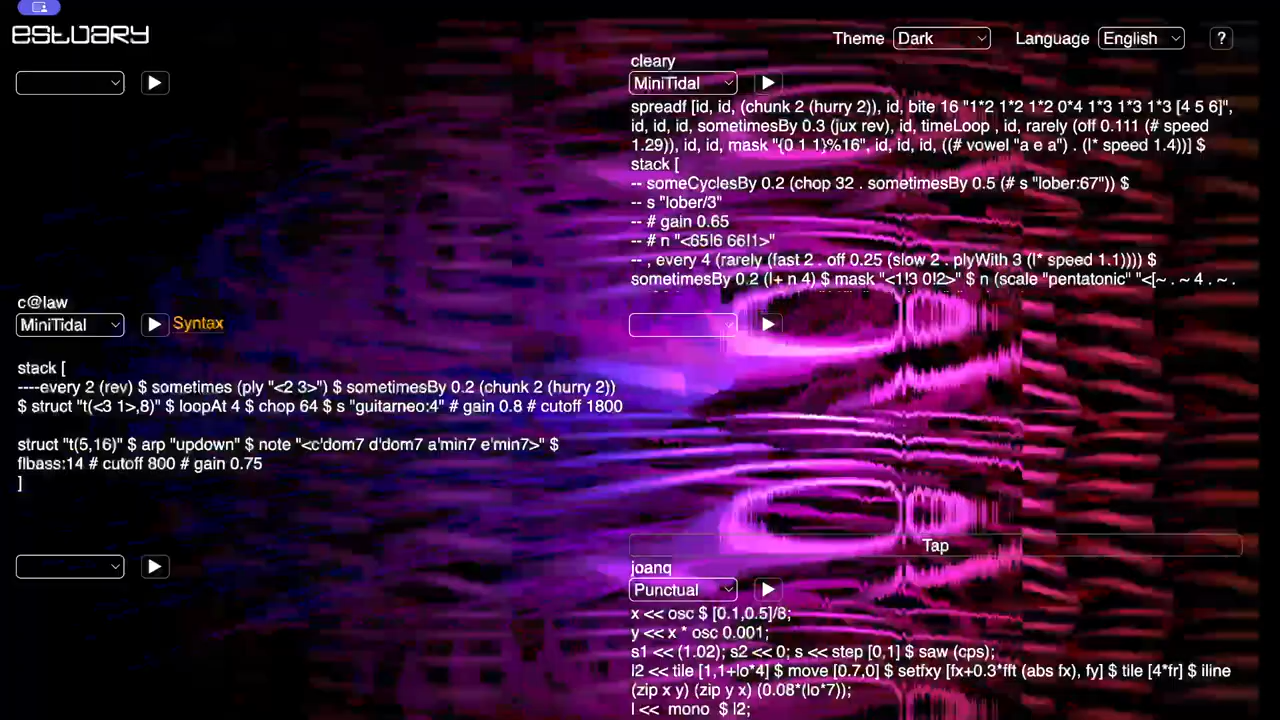 estuary
Theme Dark Language English ?
cleary
MiniTidal
spreadf [id, id, (chunk 2 (hurry 2)), id, bite 16 "1*2 1*2 1*2 0*4 1*3 1*3 1*3 [4 5 6]",
id, id, id, sometimesBy 0.3 (jux rev), id, timeLoop , id, rarely (off 0.111 (# speed
1.29)), id, id, mask "{0 1 1}%16", id, id, id, ((# vowel "a e a") . (|* speed 1.4))] $
stack [
-- someCyclesBy 0.2 (chop 32 . sometimesBy 0.5 (# s "lober:67")) $
-- s "lober/3"
-- # gain 0.65
-- # n "<65!6 66!1>"
-- , every 4 (rarely (fast 2 . off 0.25 (slow 2 . plyWith 3 (|* speed 1.1)))) $
sometimesBy 0.2 (|+ n 4) $ mask "<1!3 0!2>" $ n (scale "pentatonic" "<[~ . ~ 4 . ~ .
c@law
MiniTidal Syntax
stack [
----every 2 (rev) $ sometimes (ply "<2 3>") $ sometimesBy 0.2 (chunk 2 (hurry 2))
$ struct "t(<3 1>,8)" $ loopAt 4 $ chop 64 $ s "guitarneo:4" # gain 0.8 # cutoff 1800
struct "t(5,16)" $ arp "updown" $ note "<c'dom7 d'dom7 a'min7 e'min7>" $
flbass:14 # cutoff 800 # gain 0.75
]
Tap
joanq
Punctual
x << osc $ [0.1,0.5]/8;
y << x * osc 0.001;
s1 << (1.02); s2 << 0; s << step [0,1] $ saw (cps);
l2 << tile [1,1+lo*4] $ move [0.7,0] $ setfxy [fx+0.3*fft (abs fx), fy] $ tile [4*fr] $ iline
(zip x y) (zip y x) (0.08*(lo*7));
l << mono $ l2;